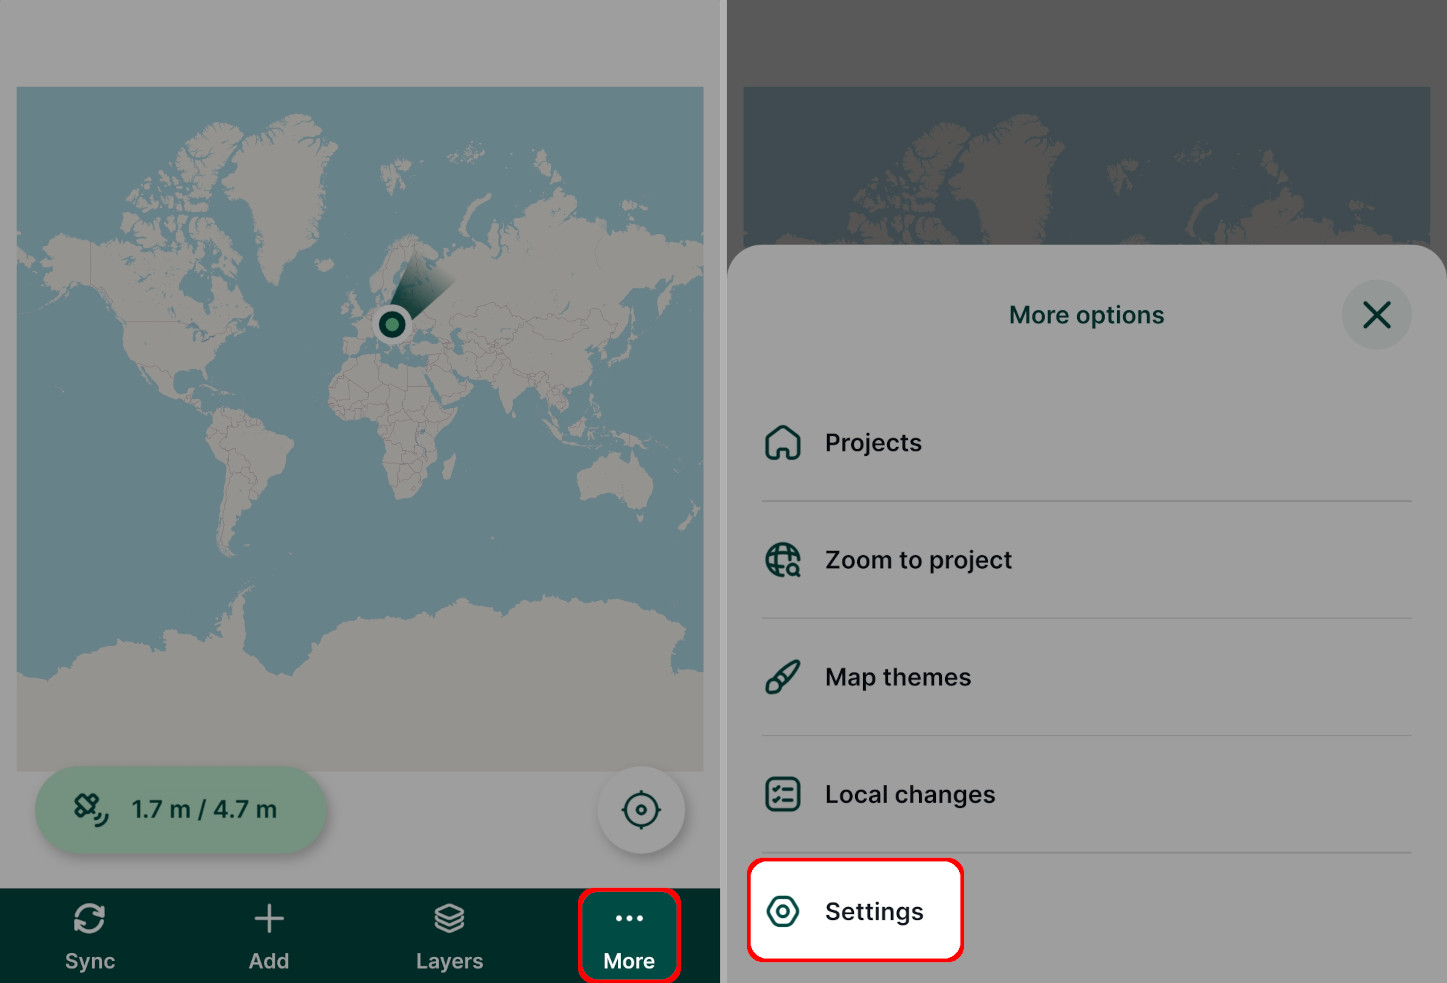 1.7 m / 4.7 m
Sync
Add
Layers
More
More options
Projects
Zoom to project
Map themes
Local changes
Settings